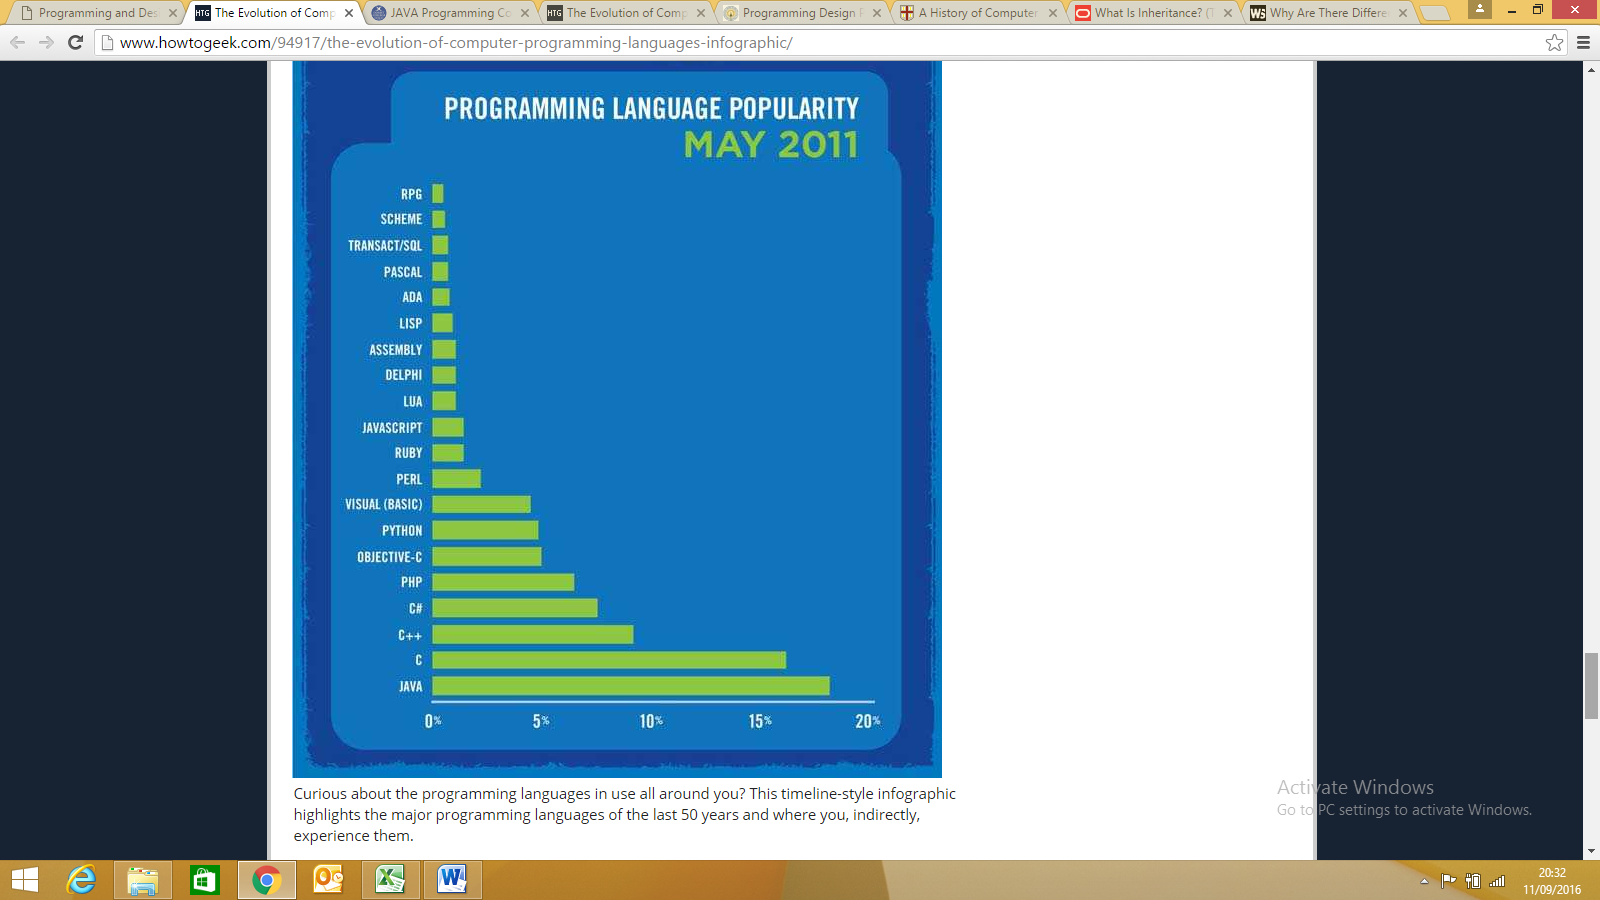 Programming and Des
The Evolution of Comp
JAVA Programming Co
The Evolution of Comp
Programming Design P
A History of Computer
What Is Inheritance? (T
Why Are There Differe
www.howtogeek.com/94917/the-evolution-of-computer-programming-languages-infographic/
PROGRAMMING LANGUAGE POPULARITY
MAY 2011
RPG
SCHEME
TRANSACT/SQL
PASCAL
ADA
LISP
ASSEMBLY
DELPHI
LUA
JAVASCRIPT
RUBY
PERL
VISUAL (BASIC)
PYTHON
OBJECTIVE-C
PHP
C#
C++
C
JAVA
0% 5% 10% 15% 20%
Curious about the programming languages in use all around you? This timeline-style infographic
highlights the major programming languages of the last 50 years and where you, indirectly,
experience them.
Activate Windows
Go to PC settings to activate Windows.
20:32
11/09/2016